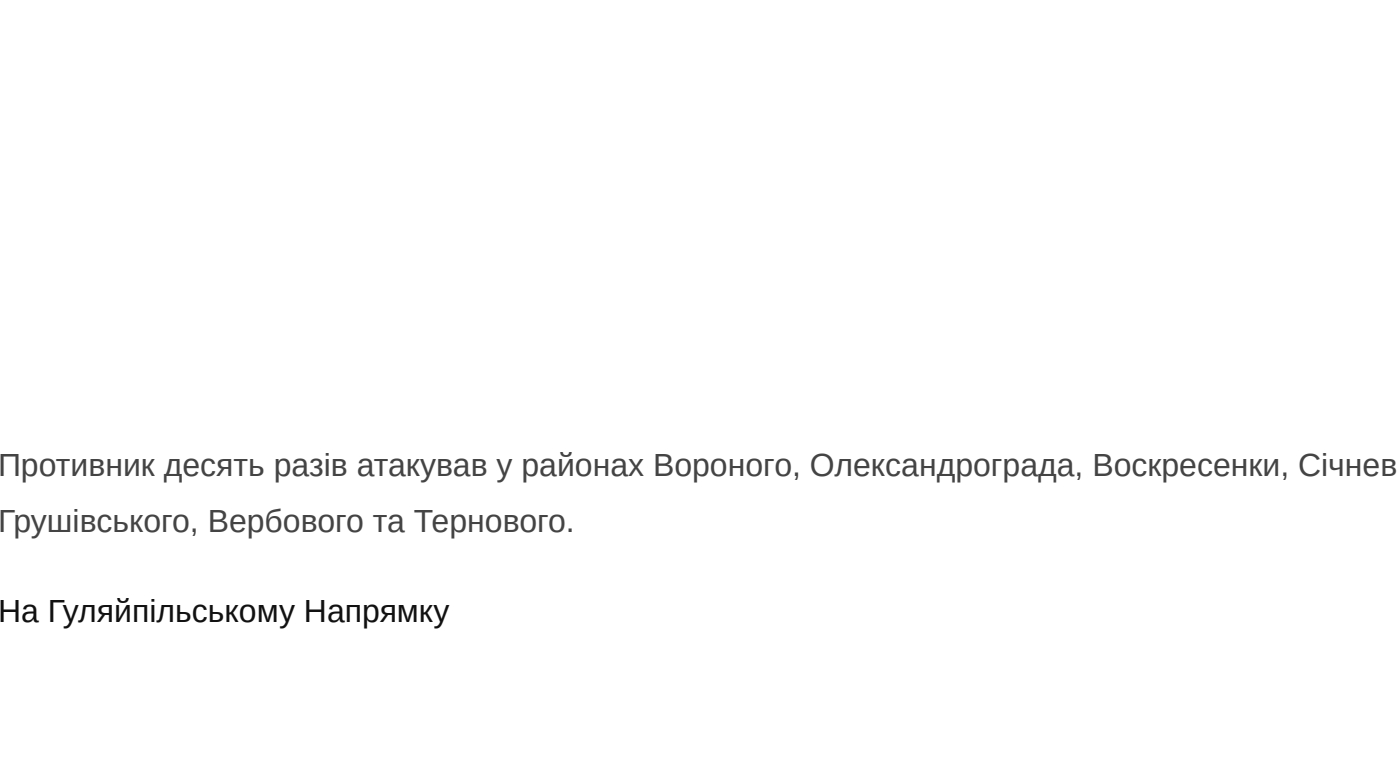 Противник десять разів атакував у районах Вороного, Олександрограда, Воскресенки, Січнев
Грушівського, Вербового та Тернового.
На Гуляйпільському Напрямку